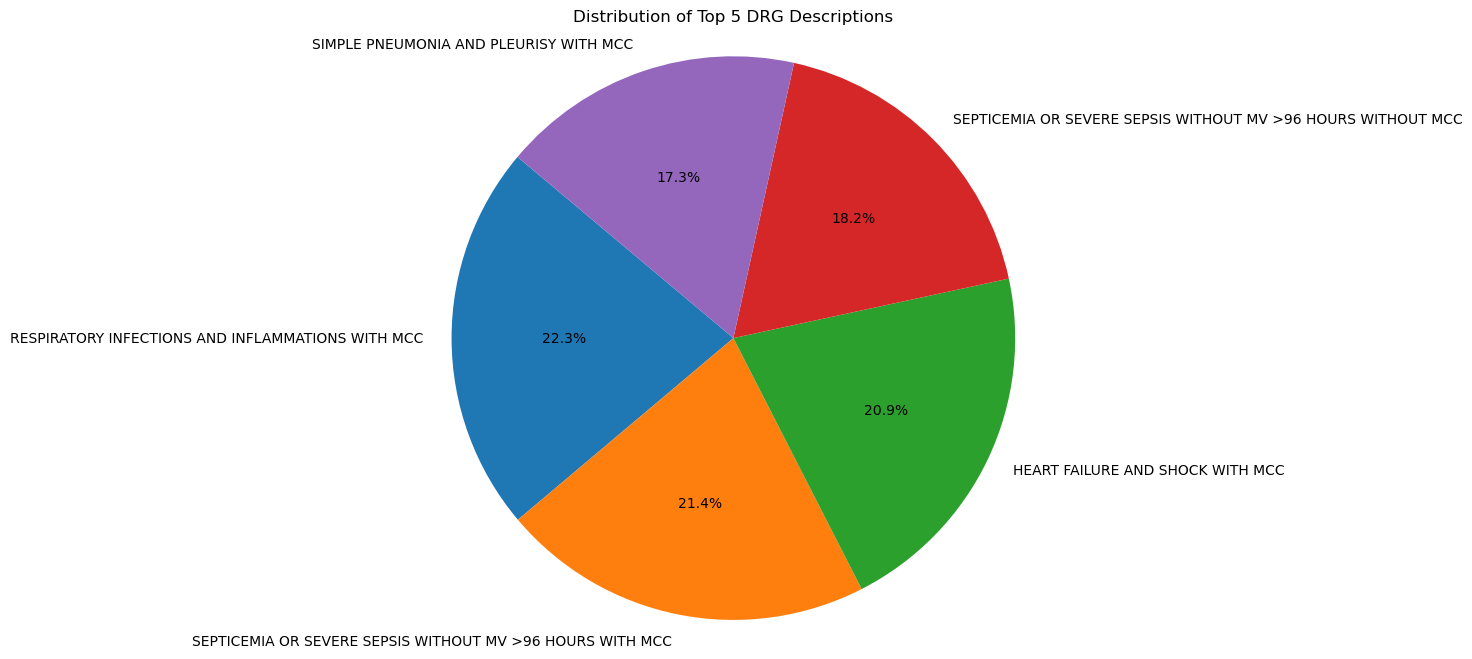 Distribution of Top 5 DRG Descriptions
SIMPLE PNEUMONIA AND PLEURISY WITH MCC
SEPTICEMIA OR SEVERE SEPSIS WITHOUT MV >96 HOURS WITHOUT MCC
17.3%
18.2%
RESPIRATORY INFECTIONS AND INFLAMMATIONS WITH MCC
22.3%
20.9%
HEART FAILURE AND SHOCK WITH MCC
21.4%
SEPTICEMIA OR SEVERE SEPSIS WITHOUT MV >96 HOURS WITH MCC